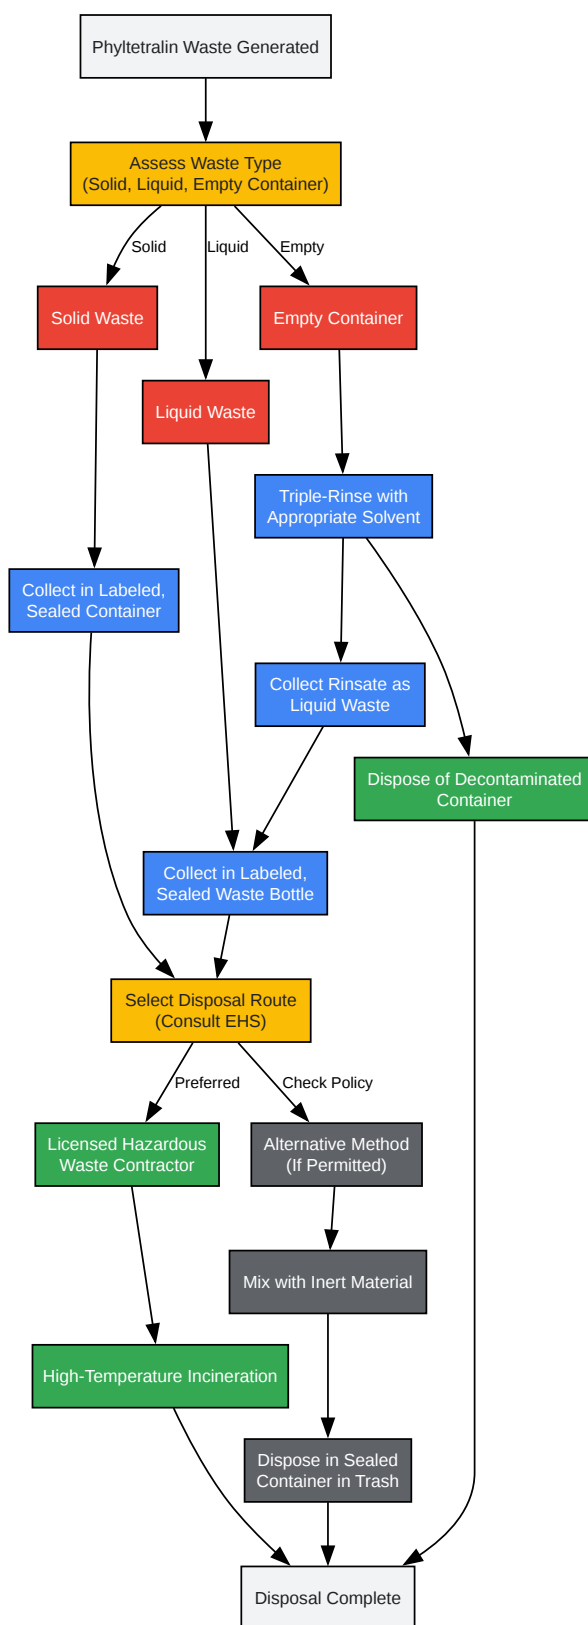 Phyltetralin Waste Generated
Assess Waste Type
(Solid, Liquid, Empty Container)
Solid
Liquid
Empty
Solid Waste
Empty Container
Liquid Waste
Triple-Rinse with
Appropriate Solvent
Collect in Labeled,
Sealed Container
Collect Rinsate as
Liquid Waste
Dispose of Decontaminated
Container
Collect in Labeled,
Sealed Waste Bottle
Select Disposal Route
(Consult EHS)
Preferred
Check Policy
Licensed Hazardous
Waste Contractor
Alternative Method
(If Permitted)
Mix with Inert Material
High-Temperature Incineration
Dispose in Sealed
Container in Trash
Disposal Complete